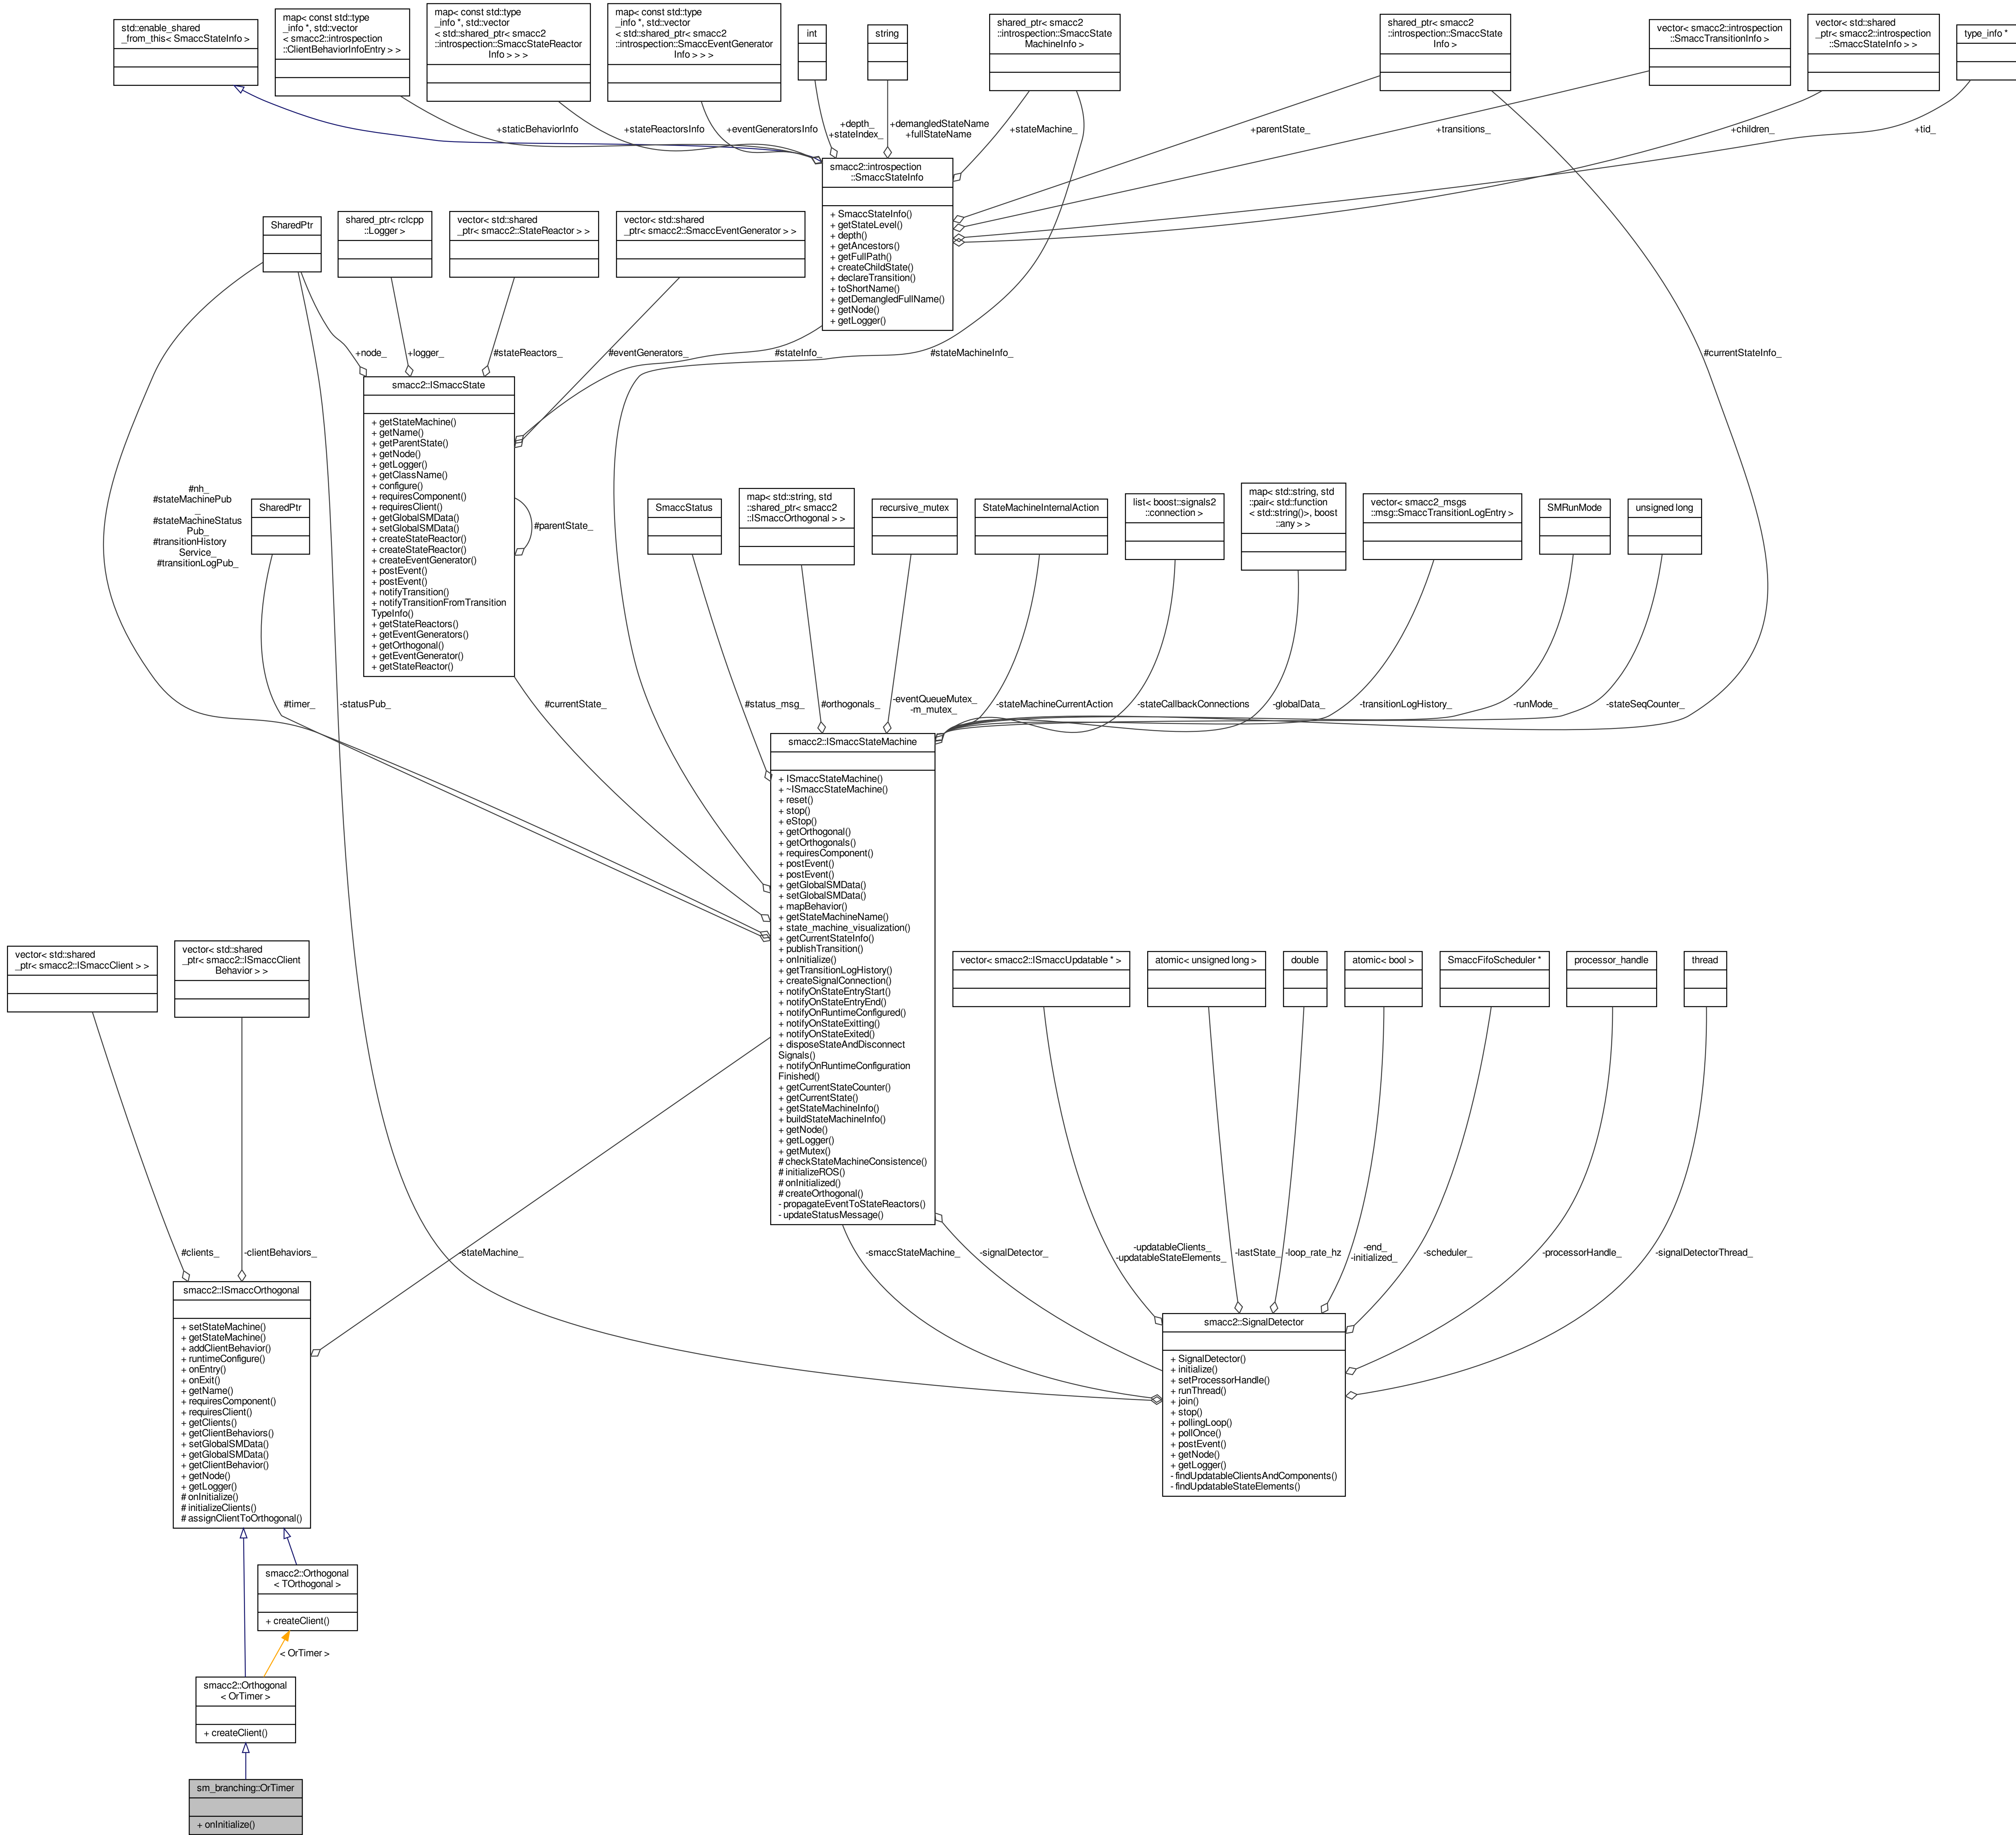 std::enable_shared
_from_this< SmaccStateInfo >
map< const std::type
_info *, std::vector
< smacc2::introspection
::ClientBehaviorInfoEntry > >
map< const std::type
_info *, std::vector
< std::shared_ptr< smacc2
::introspection::SmaccStateReactor
Info > > >
map< const std::type
_info *, std::vector
< std::shared_ptr< smacc2
::introspection::SmaccEventGenerator
Info > > >
int
string
shared_ptr< smacc2
::introspection::SmaccState
MachineInfo >
shared_ptr< smacc2
::introspection::SmaccState
Info >
vector< smacc2::introspection
::SmaccTransitionInfo >
vector< std::shared
_ptr< smacc2::introspection
::SmaccStateInfo > >
type_info *
+staticBehaviorInfo
+stateReactorsInfo
+eventGeneratorsInfo
+depth_
+stateIndex_
+demangledStateName
+fullStateName
+stateMachine_
+parentState_
+transitions_
+children_
+tid_
smacc2::introspection
::SmaccStateInfo
+ SmaccStateInfo()
+ getStateLevel()
+ depth()
+ getAncestors()
+ getFullPath()
+ createChildState()
+ declareTransition()
+ toShortName()
+ getDemangledFullName()
+ getNode()
+ getLogger()
SharedPtr
shared_ptr< rclcpp
::Logger >
vector< std::shared
_ptr< smacc2::StateReactor > >
vector< std::shared
_ptr< smacc2::SmaccEventGenerator > >
+node_
+logger_
#stateReactors_
#eventGenerators_
#stateInfo_
#stateMachineInfo_
#currentStateInfo_
smacc2::ISmaccState
+ getStateMachine()
+ getName()
+ getParentState()
+ getNode()
+ getLogger()
+ getClassName()
+ configure()
+ requiresComponent()
+ requiresClient()
+ getGlobalSMData()
+ setGlobalSMData()
+ createStateReactor()
+ createStateReactor()
+ createEventGenerator()
+ postEvent()
+ postEvent()
+ notifyTransition()
+ notifyTransitionFromTransition
TypeInfo()
+ getStateReactors()
+ getEventGenerators()
+ getOrthogonal()
+ getEventGenerator()
+ getStateReactor()
#parentState_
#nh_
#stateMachinePub
_
#stateMachineStatus
Pub_
#transitionHistory
Service_
#transitionLogPub_
SharedPtr
SmaccStatus
map< std::string, std
::shared_ptr< smacc2
::ISmaccOrthogonal > >
recursive_mutex
StateMachineInternalAction
list< boost::signals2
::connection >
map< std::string, std
::pair< std::function
< std::string()>, boost
::any > >
vector< smacc2_msgs
::msg::SmaccTransitionLogEntry >
SMRunMode
unsigned long
#timer_
-statusPub_
#currentState_
#status_msg_
#orthogonals_
-eventQueueMutex_
-m_mutex_
-stateMachineCurrentAction
-stateCallbackConnections
-globalData_
-transitionLogHistory_
-runMode_
-stateSeqCounter_
smacc2::ISmaccStateMachine
+ ISmaccStateMachine()
+ ~ISmaccStateMachine()
+ reset()
+ stop()
+ eStop()
+ getOrthogonal()
+ getOrthogonals()
+ requiresComponent()
+ postEvent()
+ postEvent()
+ getGlobalSMData()
+ setGlobalSMData()
+ mapBehavior()
+ getStateMachineName()
+ state_machine_visualization()
+ getCurrentStateInfo()
+ publishTransition()
+ onInitialize()
+ getTransitionLogHistory()
+ createSignalConnection()
+ notifyOnStateEntryStart()
+ notifyOnStateEntryEnd()
+ notifyOnRuntimeConfigured()
+ notifyOnStateExitting()
+ notifyOnStateExited()
+ disposeStateAndDisconnect
Signals()
+ notifyOnRuntimeConfiguration
Finished()
+ getCurrentStateCounter()
+ getCurrentState()
+ getStateMachineInfo()
+ buildStateMachineInfo()
+ getNode()
+ getLogger()
+ getMutex()
# checkStateMachineConsistence()
# initializeROS()
# onInitialized()
# createOrthogonal()
- propagateEventToStateReactors()
- updateStatusMessage()
vector< std::shared
_ptr< smacc2::ISmaccClient > >
vector< std::shared
_ptr< smacc2::ISmaccClient
Behavior > >
vector< smacc2::ISmaccUpdatable * >
atomic< unsigned long >
double
atomic< bool >
SmaccFifoScheduler *
processor_handle
thread
#clients_
-clientBehaviors_
-stateMachine_
-smaccStateMachine_
-signalDetector_
-updatableClients_
-updatableStateElements_
-lastState_
-loop_rate_hz
-end_
-initialized_
-scheduler_
-processorHandle_
-signalDetectorThread_
smacc2::ISmaccOrthogonal
+ setStateMachine()
+ getStateMachine()
+ addClientBehavior()
+ runtimeConfigure()
+ onEntry()
+ onExit()
+ getName()
+ requiresComponent()
+ requiresClient()
+ getClients()
+ getClientBehaviors()
+ setGlobalSMData()
+ getGlobalSMData()
+ getClientBehavior()
+ getNode()
+ getLogger()
# onInitialize()
# initializeClients()
# assignClientToOrthogonal()
smacc2::SignalDetector
+ SignalDetector()
+ initialize()
+ setProcessorHandle()
+ runThread()
+ join()
+ stop()
+ pollingLoop()
+ pollOnce()
+ postEvent()
+ getNode()
+ getLogger()
- findUpdatableClientsAndComponents()
- findUpdatableStateElements()
smacc2::Orthogonal
< TOrthogonal >
+ createClient()
< OrTimer >
smacc2::Orthogonal
< OrTimer >
+ createClient()
sm_branching::OrTimer
+ onInitialize()